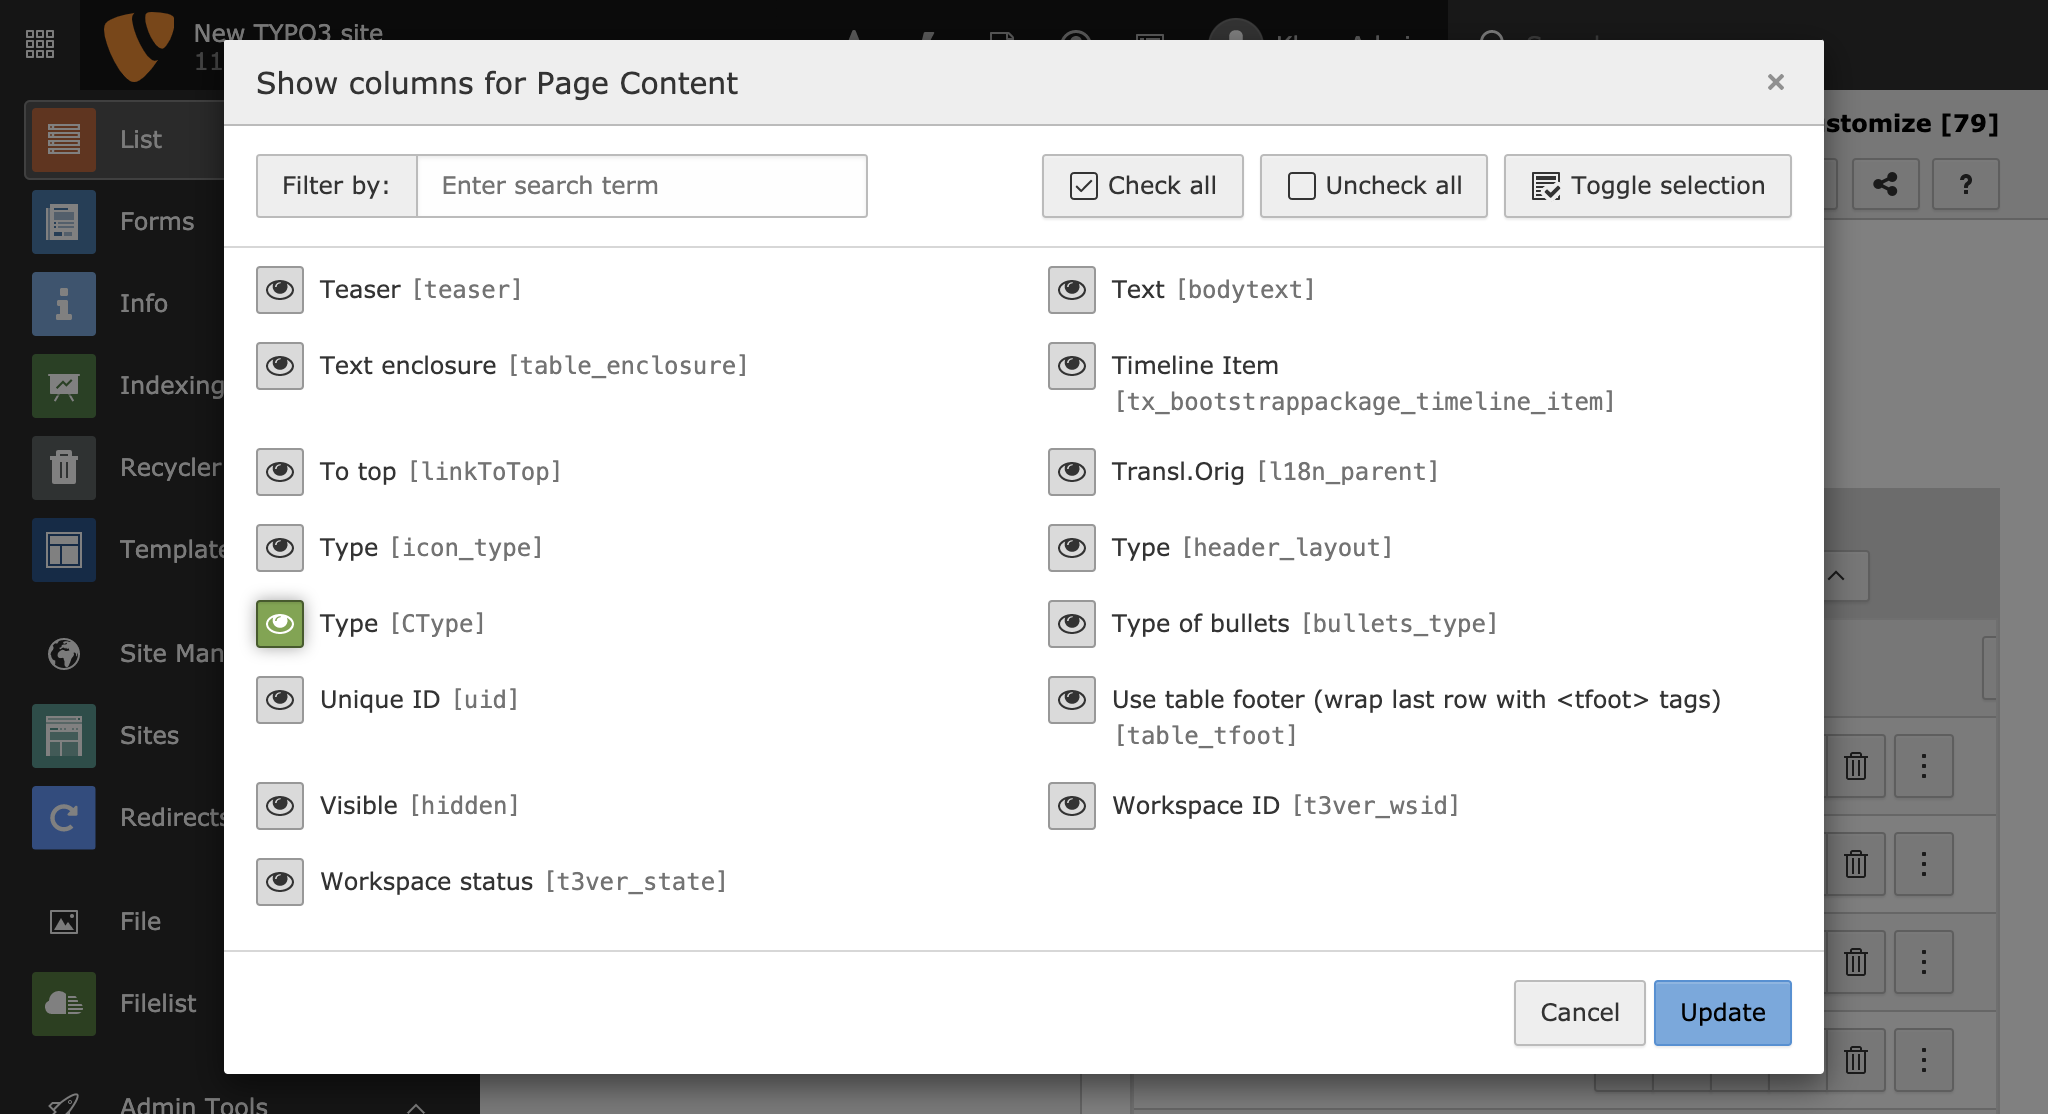 New TYPO3 site
11
Show columns for Page Content
stomize [79]
List
Filter by:
Enter search term
Check all
Uncheck all
Toggle selection
?
Forms
Info
Indexing
Recycler
Template
Site Man
Sites
Redirects
File
Filelist
Admin Tools
Teaser [teaser]
Text [bodytext]
Text enclosure [table_enclosure]
Timeline Item
[tx_bootstrappackage_timeline_item]
To top [linkToTop]
Transl.Orig [l18n_parent]
Type [icon_type]
Type [header_layout]
Type [CType]
Type of bullets [bullets_type]
Unique ID [uid]
Use table footer (wrap last row with <tfoot> tags)
[table_tfoot]
Visible [hidden]
Workspace ID [t3ver_wsid]
Workspace status [t3ver_state]
Cancel
Update